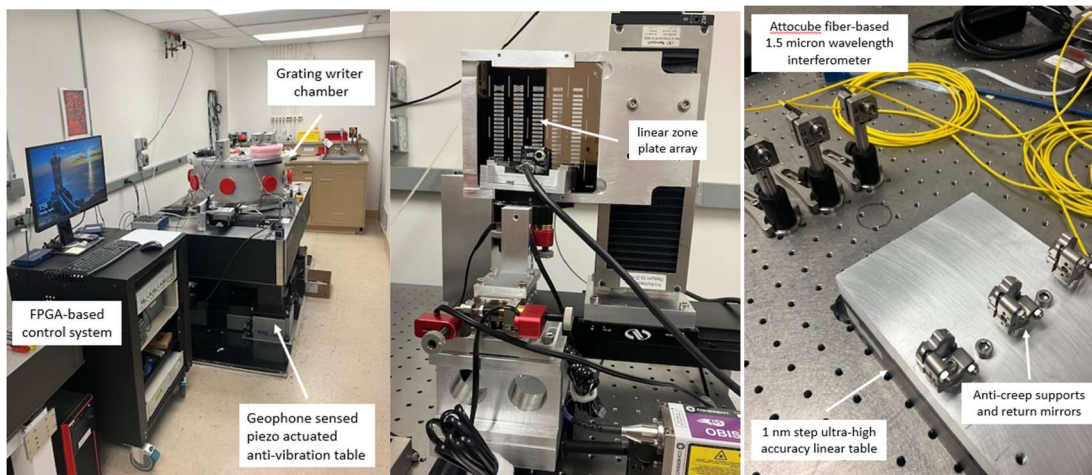 Grating writer
chamber
FPGA-based
control system
Geophone sensed
piezo actuated
anti-vibration table
linear zone
plate array
COHERENT
OBIS
Attocube fiber-based
1.5 micron wavelength
interferometer
Anti-creep supports
and return mirrors
1 nm step ultra-high
accuracy linear table